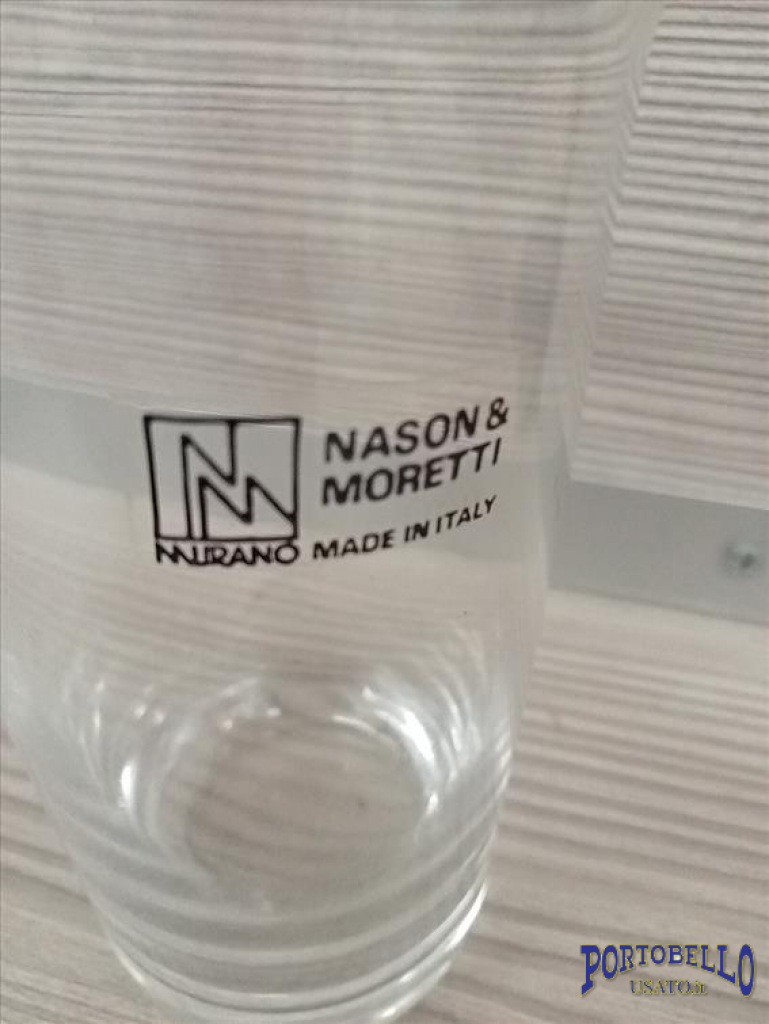 NASON &
MORETTI
MURANO MADE IN ITALY
PORTOBELLO
USATO.it